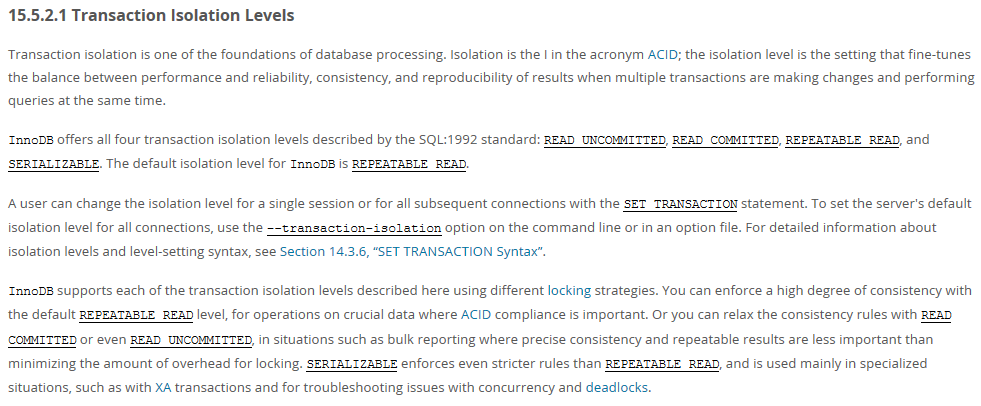 15.5.2.1 Transaction Isolation Levels
Transaction isolation is one of the foundations of database processing. Isolation is the I in the acronym ACID; the isolation level is the setting that fine-tunes
the balance between performance and reliability, consistency, and reproducibility of results when multiple transactions are making changes and performing
queries at the same time.
InnoDB offers all four transaction isolation levels described by the SQL:1992 standard: READ UNCOMMITTED, READ COMMITTED, REPEATABLE READ, and
SERIALIZABLE. The default isolation level for InnoDB is REPEATABLE READ.
A user can change the isolation level for a single session or for all subsequent connections with the SET TRANSACTION statement. To set the server's default
isolation level for all connections, use the --transaction-isolation option on the command line or in an option file. For detailed information about
isolation levels and level-setting syntax, see Section 14.3.6, “SET TRANSACTION Syntax”.
InnoDB supports each of the transaction isolation levels described here using different locking strategies. You can enforce a high degree of consistency with
the default REPEATABLE READ level, for operations on crucial data where ACID compliance is important. Or you can relax the consistency rules with READ
COMMITTED or even READ UNCOMMITTED, in situations such as bulk reporting where precise consistency and repeatable results are less important than
minimizing the amount of overhead for locking. SERIALIZABLE enforces even stricter rules than REPEATABLE READ, and is used mainly in specialized
situations, such as with XA transactions and for troubleshooting issues with concurrency and deadlocks.